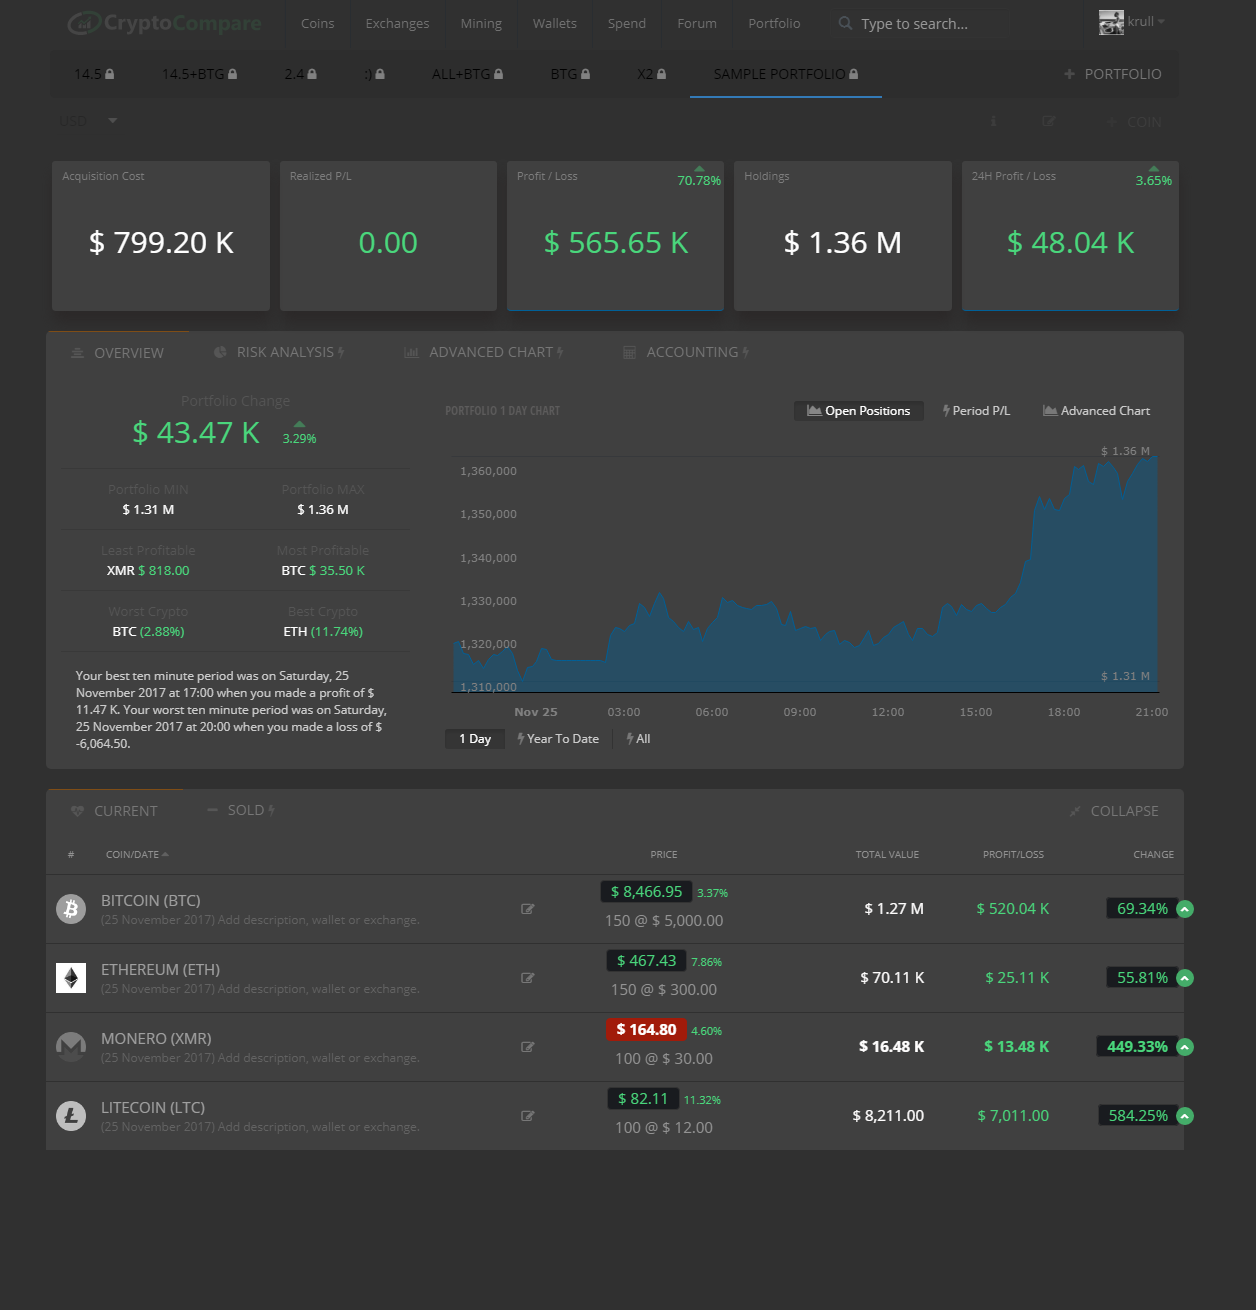 CryptoCompare Coins Exchanges Mining Wallets Spend Forum Portfolio Type to search... krull
14.5 14.5+BTG 2.4 :) ALL+BTG BTG X2 SAMPLE PORTFOLIO + PORTFOLIO
USD + COIN
Acquisition Cost
$ 799.20 K
Realized P/L
0.00
Profit / Loss
70.78%
$ 565.65 K
Holdings
$ 1.36 M
24H Profit / Loss
3.65%
$ 48.04 K
OVERVIEW RISK ANALYSIS ADVANCED CHART ACCOUNTING
Portfolio Change
$ 43.47 K 3.29%
Portfolio MIN Portfolio MAX
$ 1.31 M $ 1.36 M
Least Profitable Most Profitable
XMR $ 818.00 BTC $ 35.50 K
Worst Crypto Best Crypto
BTC (2.88%) ETH (11.74%)
Your best ten minute period was on Saturday, 25
November 2017 at 17:00 when you made a profit of $
11.47 K. Your worst ten minute period was on Saturday,
25 November 2017 at 20:00 when you made a loss of $
-6,064.50.
PORTFOLIO 1 DAY CHART Open Positions Period P/L Advanced Chart
$ 1.36 M
1,360,000
1,350,000
1,340,000
1,330,000
1,320,000
$ 1.31 M
1,310,000
Nov 25 03:00 06:00 09:00 12:00 15:00 18:00 21:00
1 Day Year To Date All
CURRENT SOLD COLLAPSE
# COIN/DATE PRICE TOTAL VALUE PROFIT/LOSS CHANGE
BITCOIN (BTC) $ 8,466.95 3.37% $ 1.27 M $ 520.04 K 69.34%
(25 November 2017) Add description, wallet or exchange. 150 @ $ 5,000.00
ETHEREUM (ETH) $ 467.43 7.86% $ 70.11 K $ 25.11 K 55.81%
(25 November 2017) Add description, wallet or exchange. 150 @ $ 300.00
MONERO (XMR) $ 164.80 4.60% $ 16.48 K $ 13.48 K 449.33%
(25 November 2017) Add description, wallet or exchange. 100 @ $ 30.00
LITECOIN (LTC) $ 82.11 11.32% $ 8,211.00 $ 7,011.00 584.25%
(25 November 2017) Add description, wallet or exchange. 100 @ $ 12.00